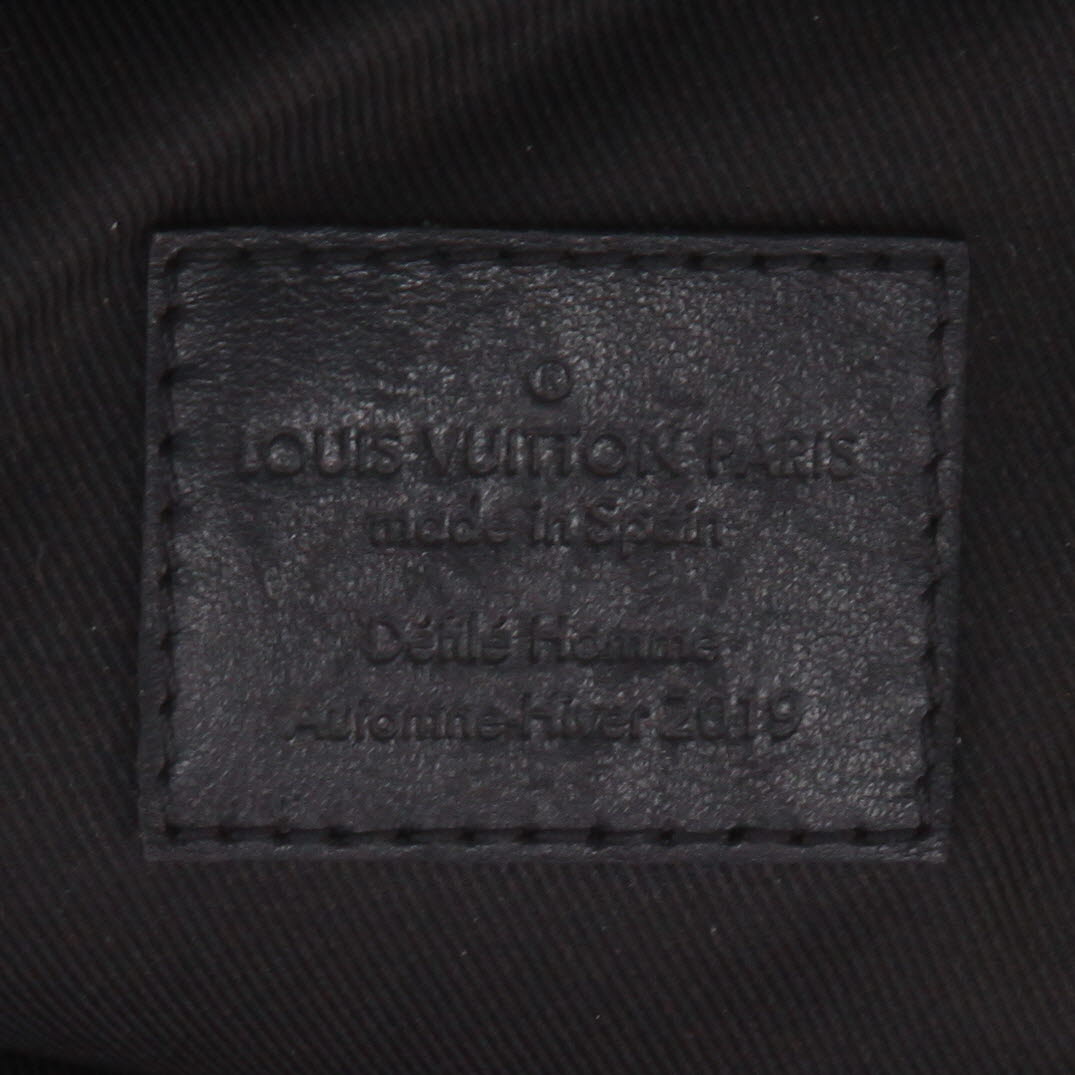 ®
LOUIS VUITTON PARIS
made in Spain
Défilé Homme
Automne-Hiver 2019